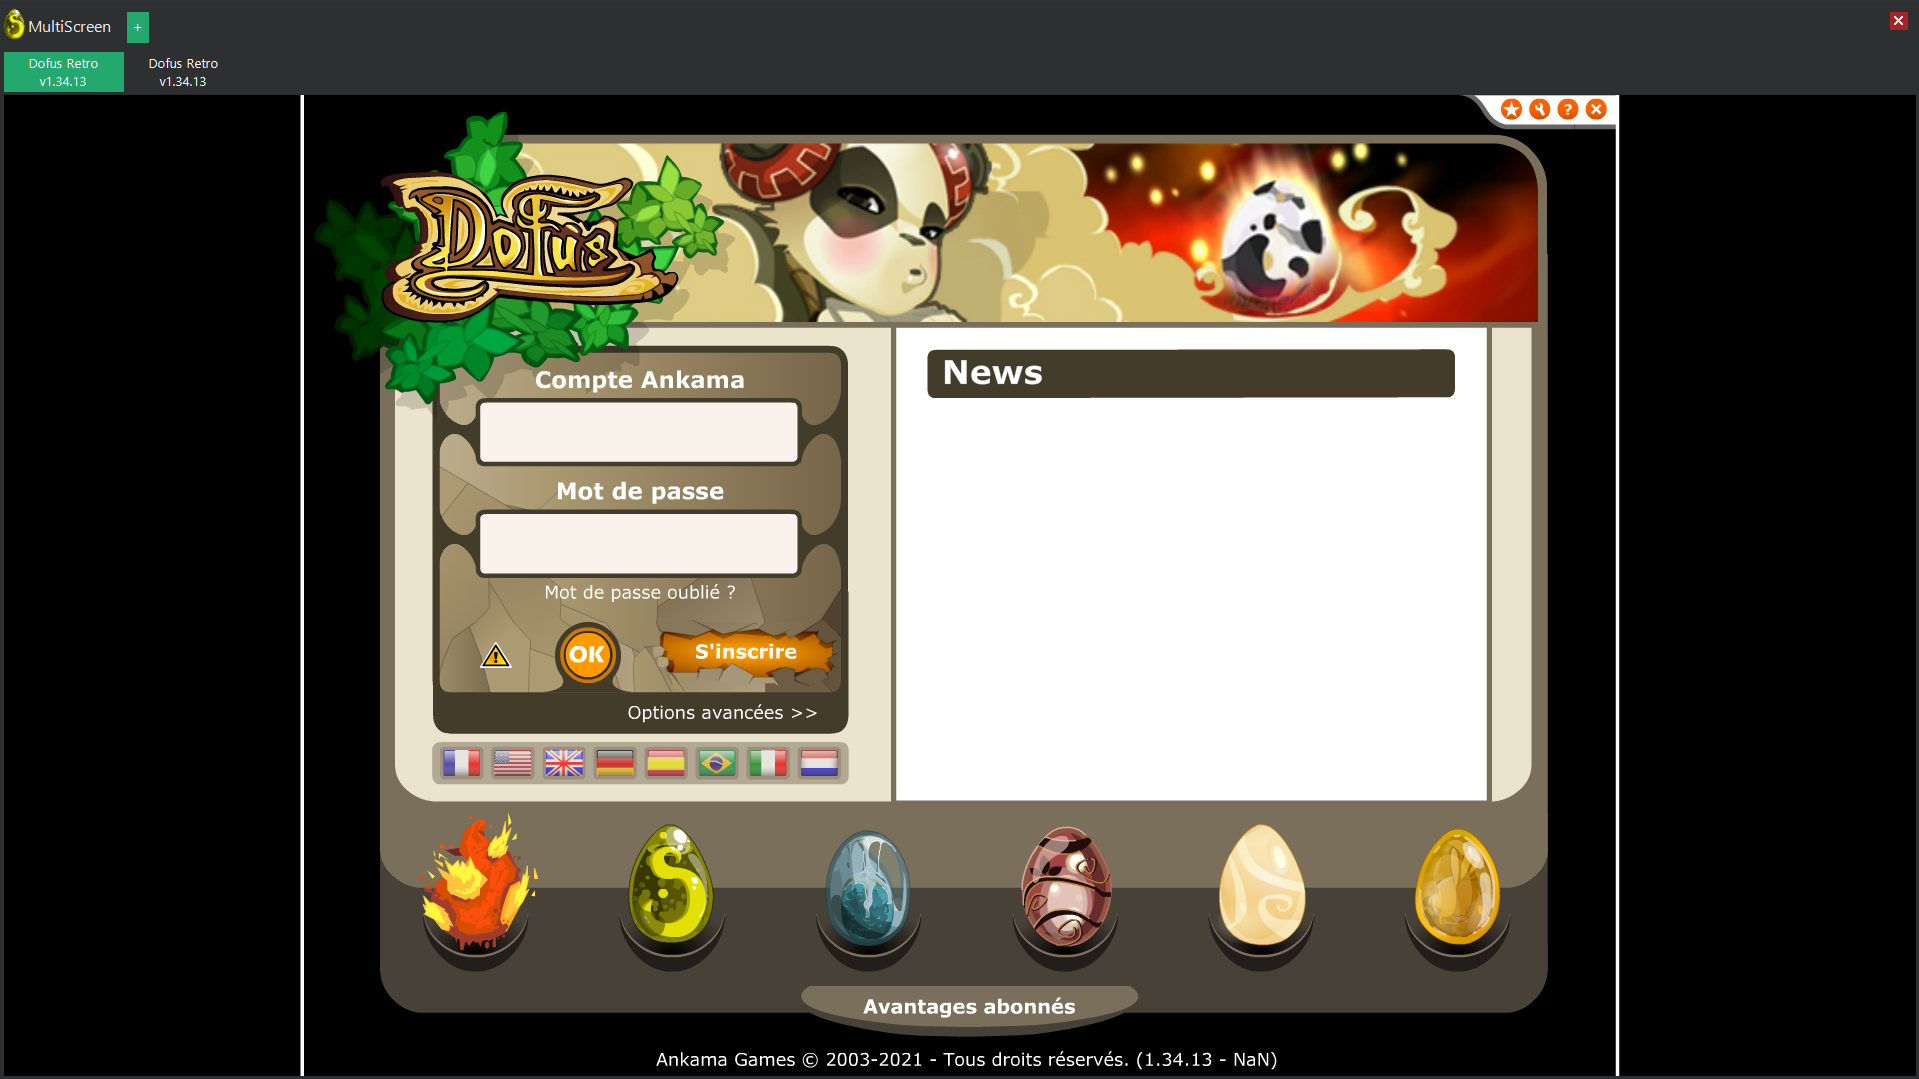 MultiScreen +
Dofus Retro
v1.34.13
Dofus Retro
v1.34.13
DOFUS
Compte Ankama
Mot de passe
Mot de passe oublié ?
OK
S'inscrire
Options avancées >>
News
Avantages abonnés
Ankama Games © 2003-2021 - Tous droits réservés. (1.34.13 - NaN)